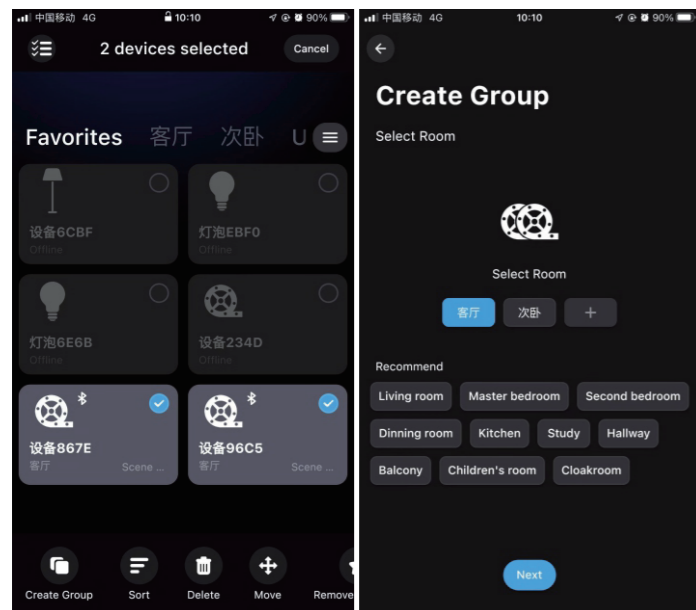 中国移动 4G 10:10 90%
2 devices selected Cancel
Favorites 客厅 次卧 U
设备6CBF
Offline
灯泡EBF0
Offline
灯泡6E6B
Offline
设备234D
Offline
设备867E
客厅 Scene ...
设备96C5
客厅 Scene ...
Create Group Sort Delete Move Remove
中国移动 4G 10:10 90%
Create Group
Select Room
Select Room
客厅 次卧 +
Recommend
Living room Master bedroom Second bedroom
Dinning room Kitchen Study Hallway
Balcony Children's room Cloakroom
Next